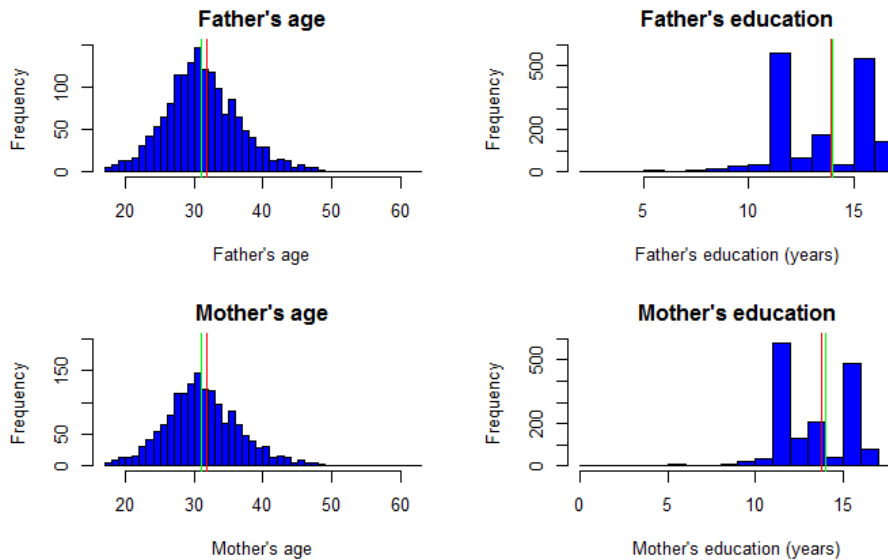 Father's age
Frequency
0
50
100
20
30
40
50
60
Father's age
Father's education
Frequency
0
200
500
5
10
15
Father's education (years)
Mother's age
Frequency
0
50
150
20
30
40
50
60
Mother's age
Mother's education
Frequency
0
200
500
0
5
10
15
Mother's education (years)